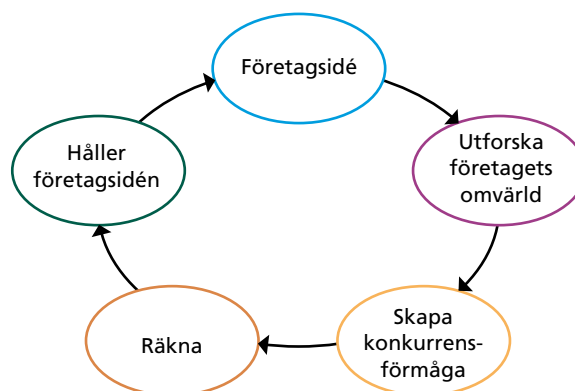 Företagsidé
Utforska
företagets
omvärld
Skapa
konkurrens-
förmåga
Räkna
Håller
företagsidén